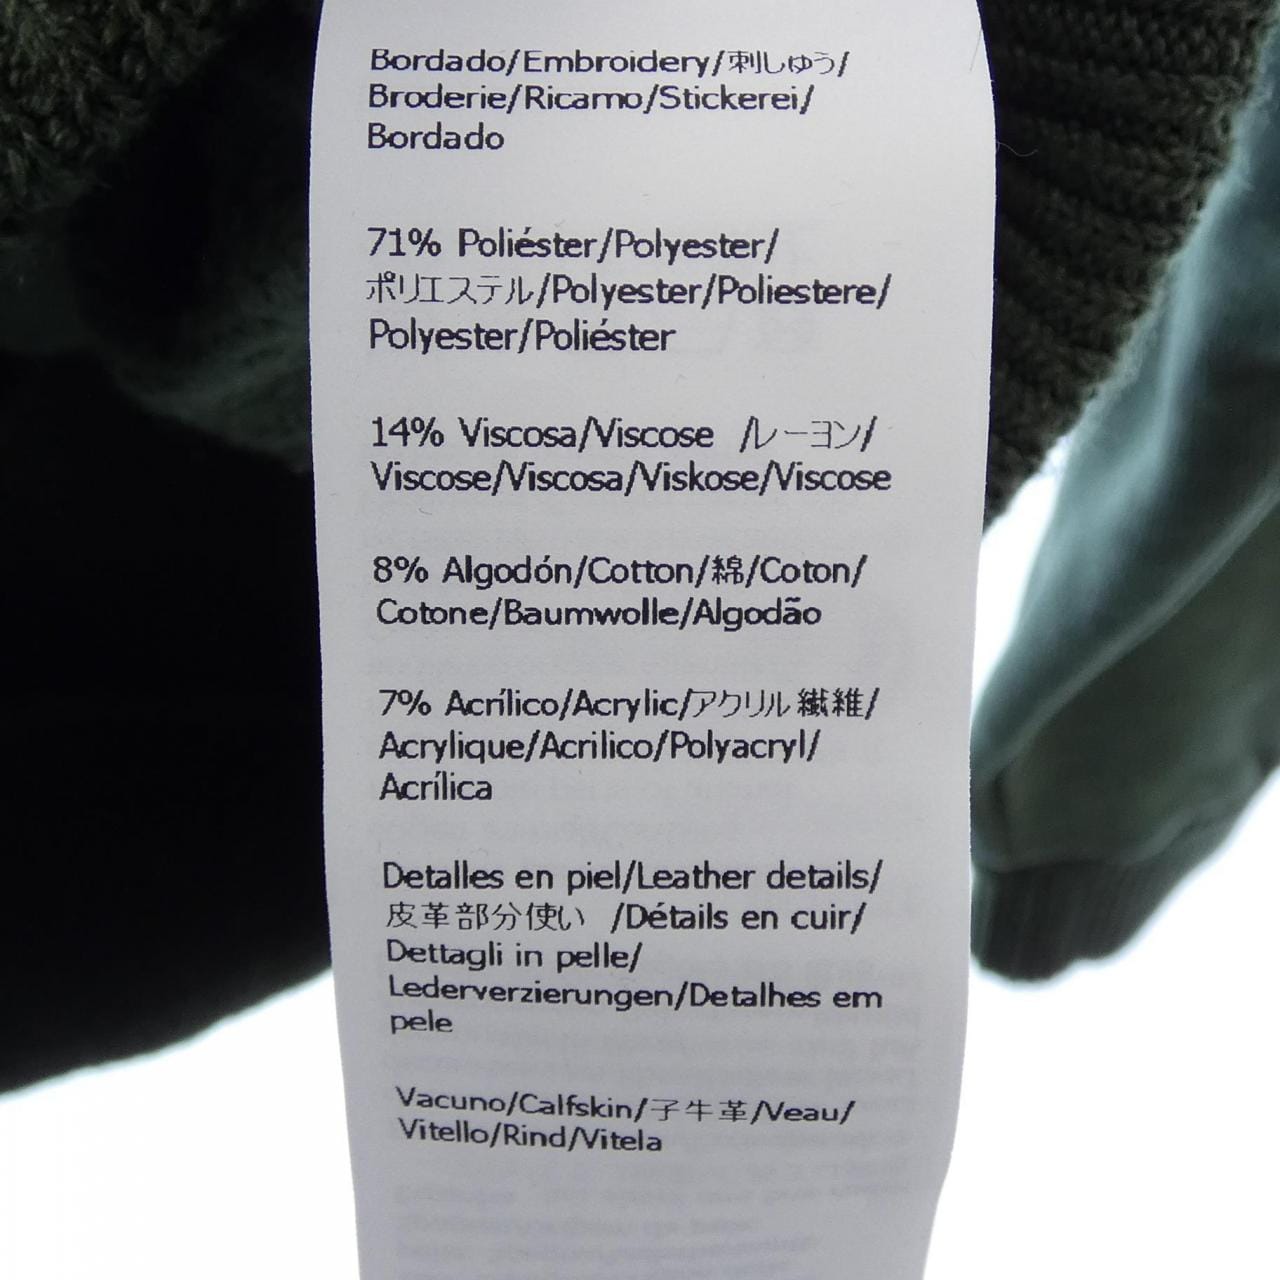 Bordado/Embroidery/刺しゅう/
Broderie/Ricamo/Stickerei/
Bordado
71% Poliéster/Polyester/
ポリエステル/Polyester/Poliestere/
Polyester/Poliéster
14% Viscosa/Viscose /レーヨン/
Viscose/Viscosa/Viskose/Viscose
8% Algodón/Cotton/綿/Coton/
Cotone/Baumwolle/Algodão
7% Acrílico/Acrylic/アクリル繊維/
Acrylique/Acrilico/Polyacryl/
Acrílica
Detalles en piel/Leather details/
皮革部分使い /Détails en cuir/
Dettagli in pelle/
Lederverzierungen/Detalhes em
pele
Vacuno/Calfskin/子牛革/Veau/
Vitello/Rind/Vitela